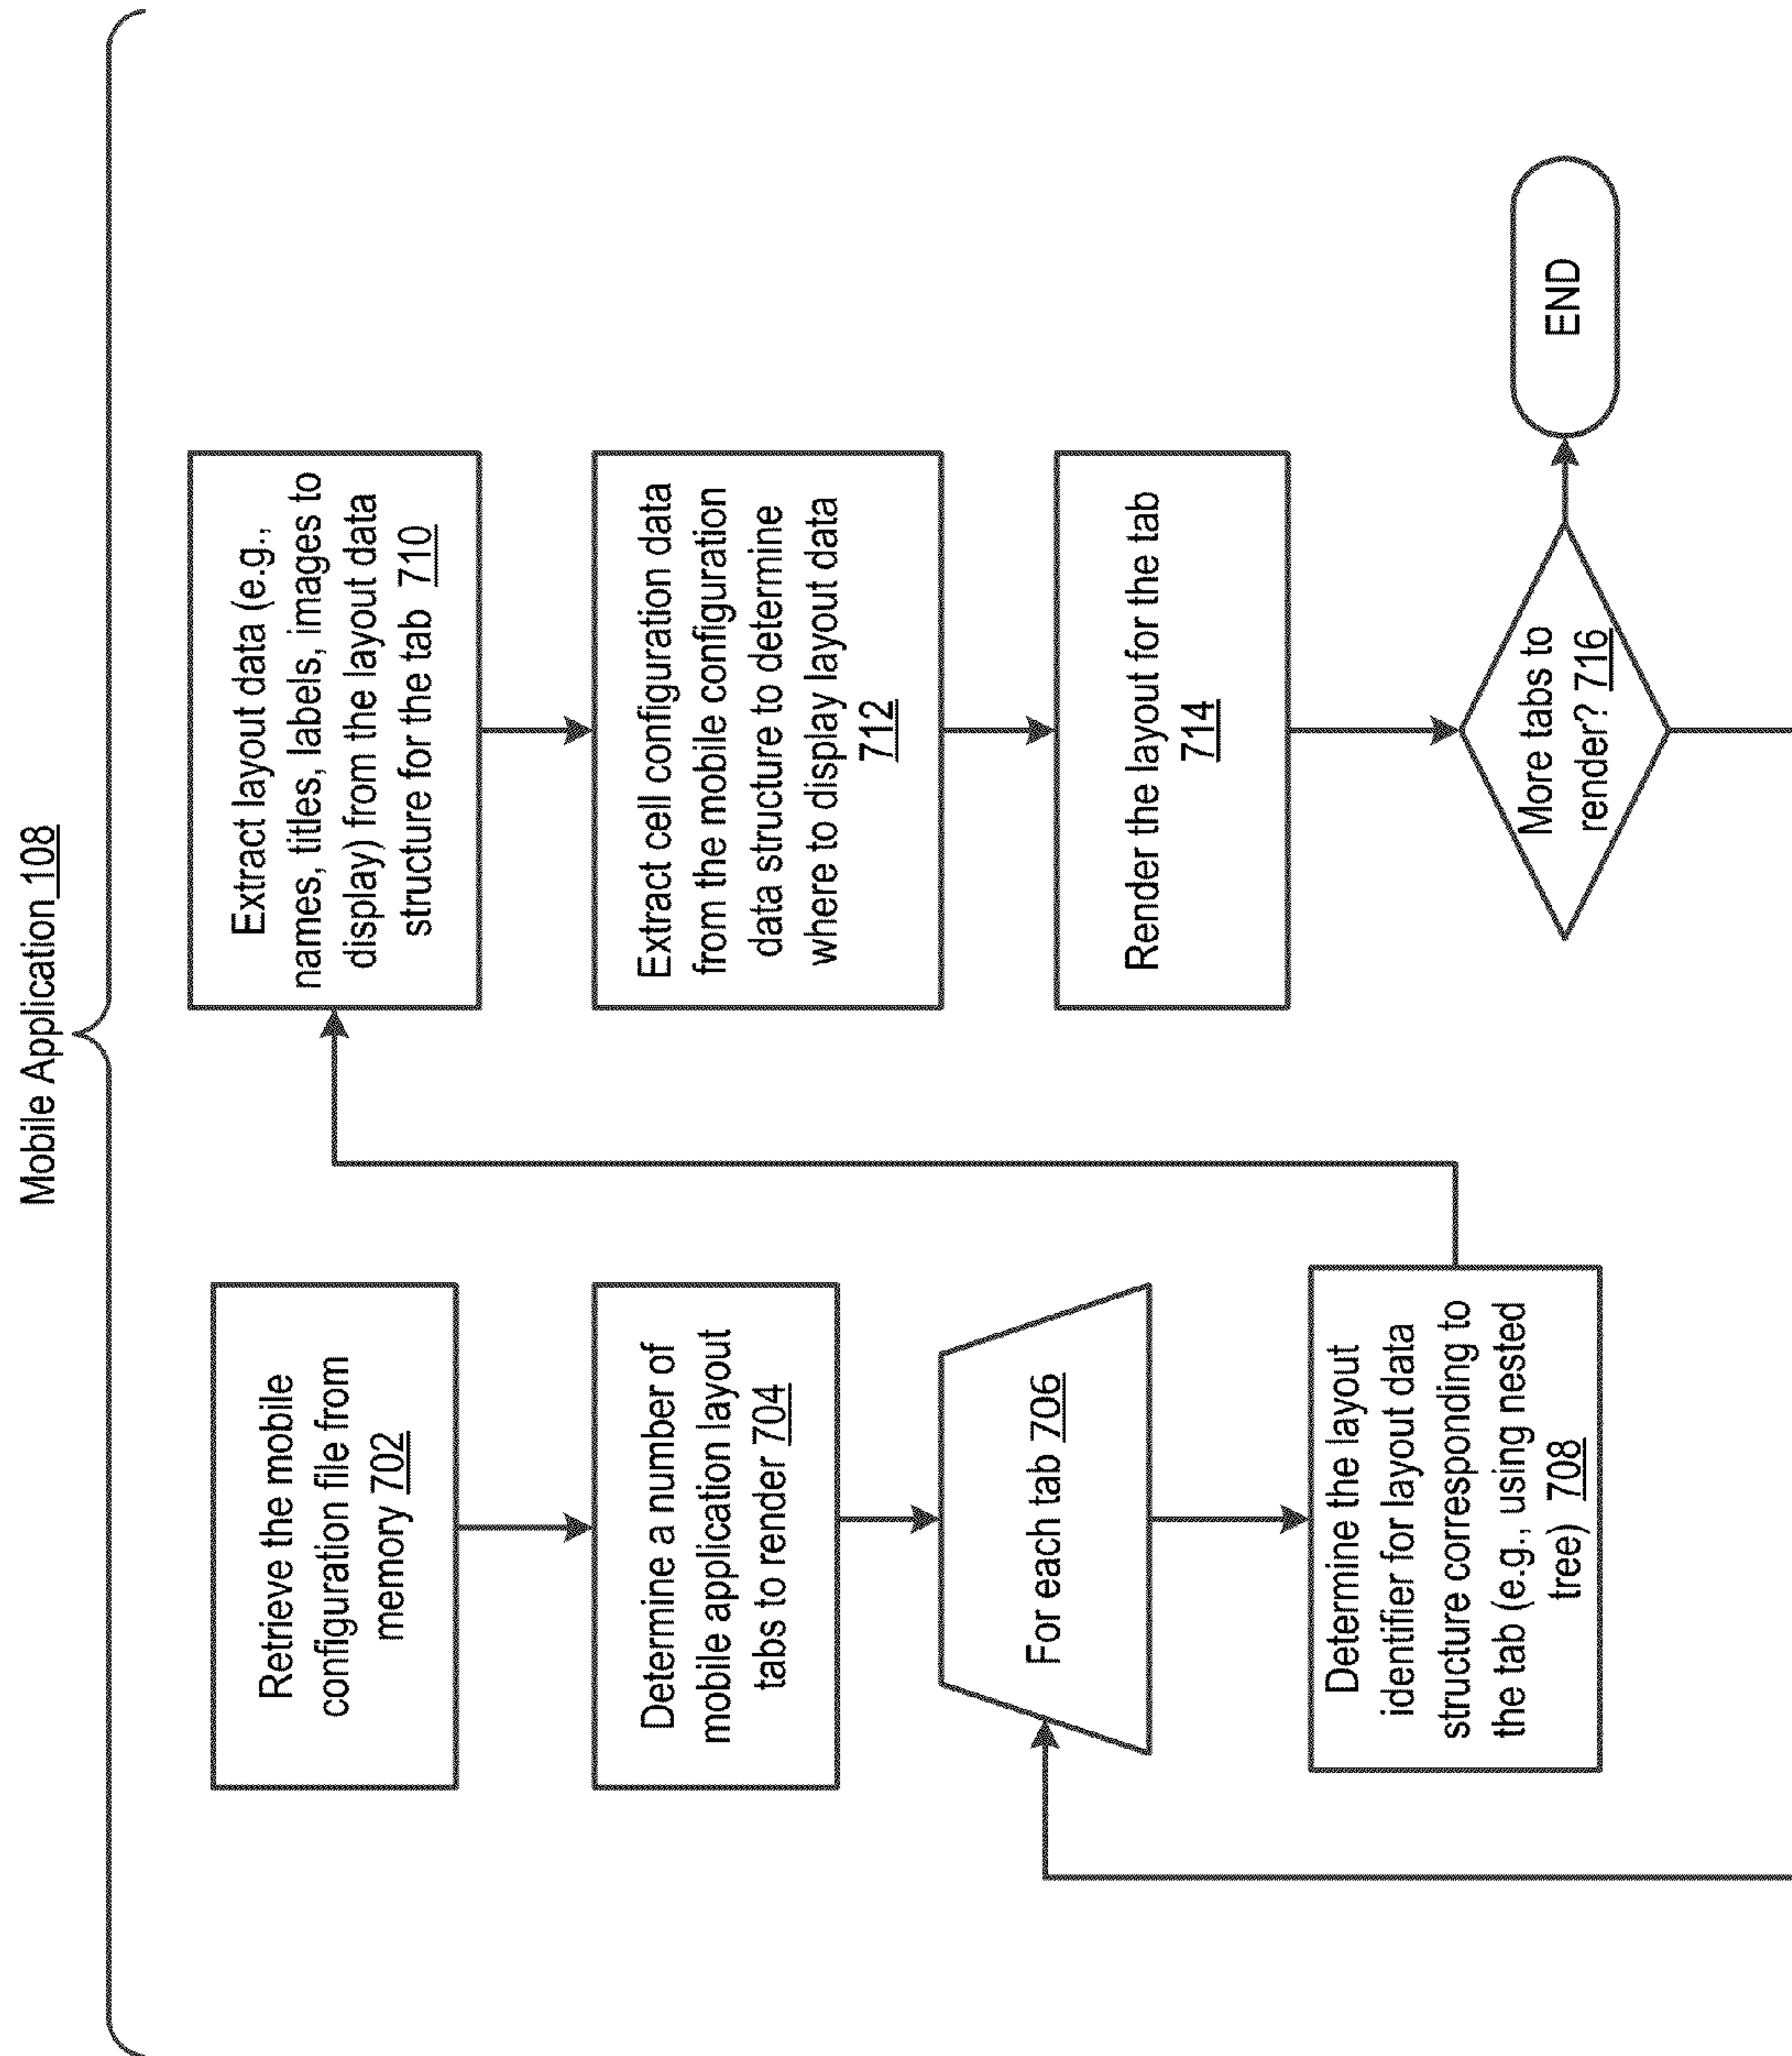 Mobile Application 108
Retrieve the mobile
configuration file from
memory 702
Determine a number of
mobile application layout
tabs to render 704
For each tab 706
Determine the layout
identifier for layout data
structure corresponding to
the tab (e.g., using nested
tree) 708
Extract layout data (e.g.,
names, titles, labels, images to
display) from the layout data
structure for the tab 710
Extract cell configuration data
from the mobile configuration
data structure to determine
where to display layout data
712
Render the layout for the tab
714
More tabs to
render? 716
END